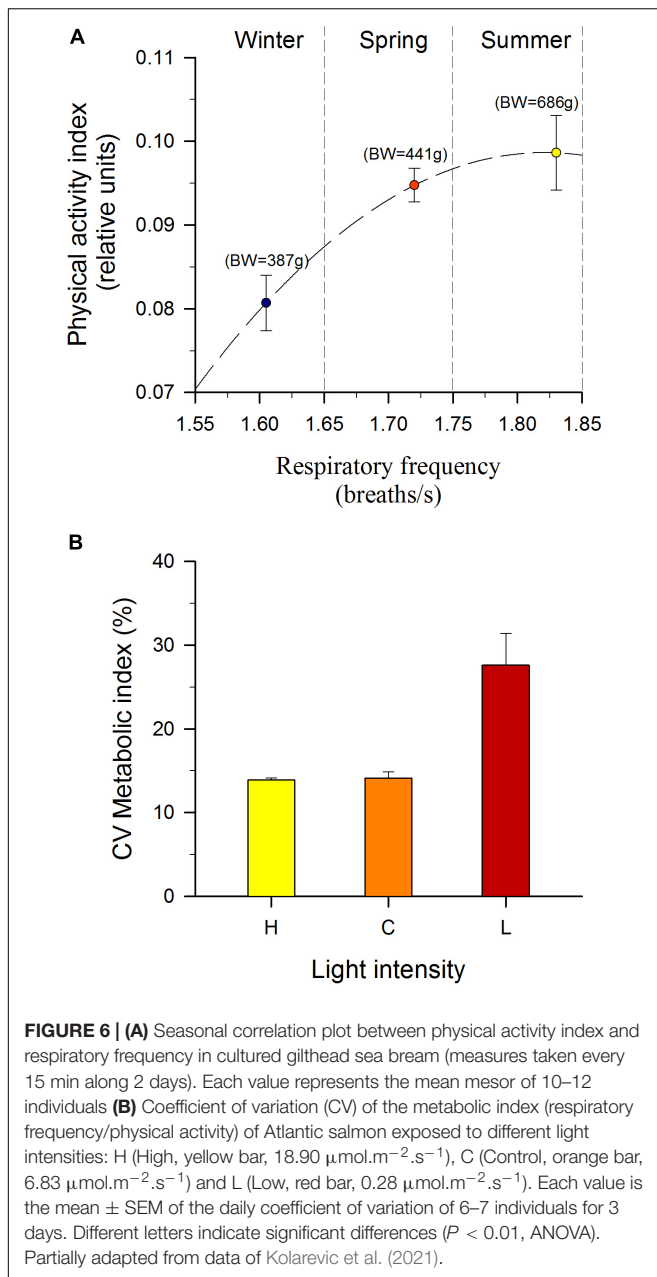 A
Winter Spring Summer
0.11
(BW=686g)
0.10
(BW=441g)
0.09
(BW=387g)
0.08
0.07
Physical activity index
(relative units)
1.55 1.60 1.65 1.70 1.75 1.80 1.85
Respiratory frequency
(breaths/s)
B
40
30
20
10
0
CV Metabolic index (%)
H C L
Light intensity
FIGURE 6 | (A) Seasonal correlation plot between physical activity index and
respiratory frequency in cultured gilthead sea bream (measures taken every
15 min along 2 days). Each value represents the mean mesor of 10–12
individuals (B) Coefficient of variation (CV) of the metabolic index (respiratory
frequency/physical activity) of Atlantic salmon exposed to different light
intensities: H (High, yellow bar, 18.90 μmol.m⁻².s⁻¹), C (Control, orange bar,
6.83 μmol.m⁻².s⁻¹) and L (Low, red bar, 0.28 μmol.m⁻².s⁻¹). Each value is
the mean ± SEM of the daily coefficient of variation of 6–7 individuals for 3
days. Different letters indicate significant differences (P < 0.01, ANOVA).
Partially adapted from data of Kolarevic et al. (2021).